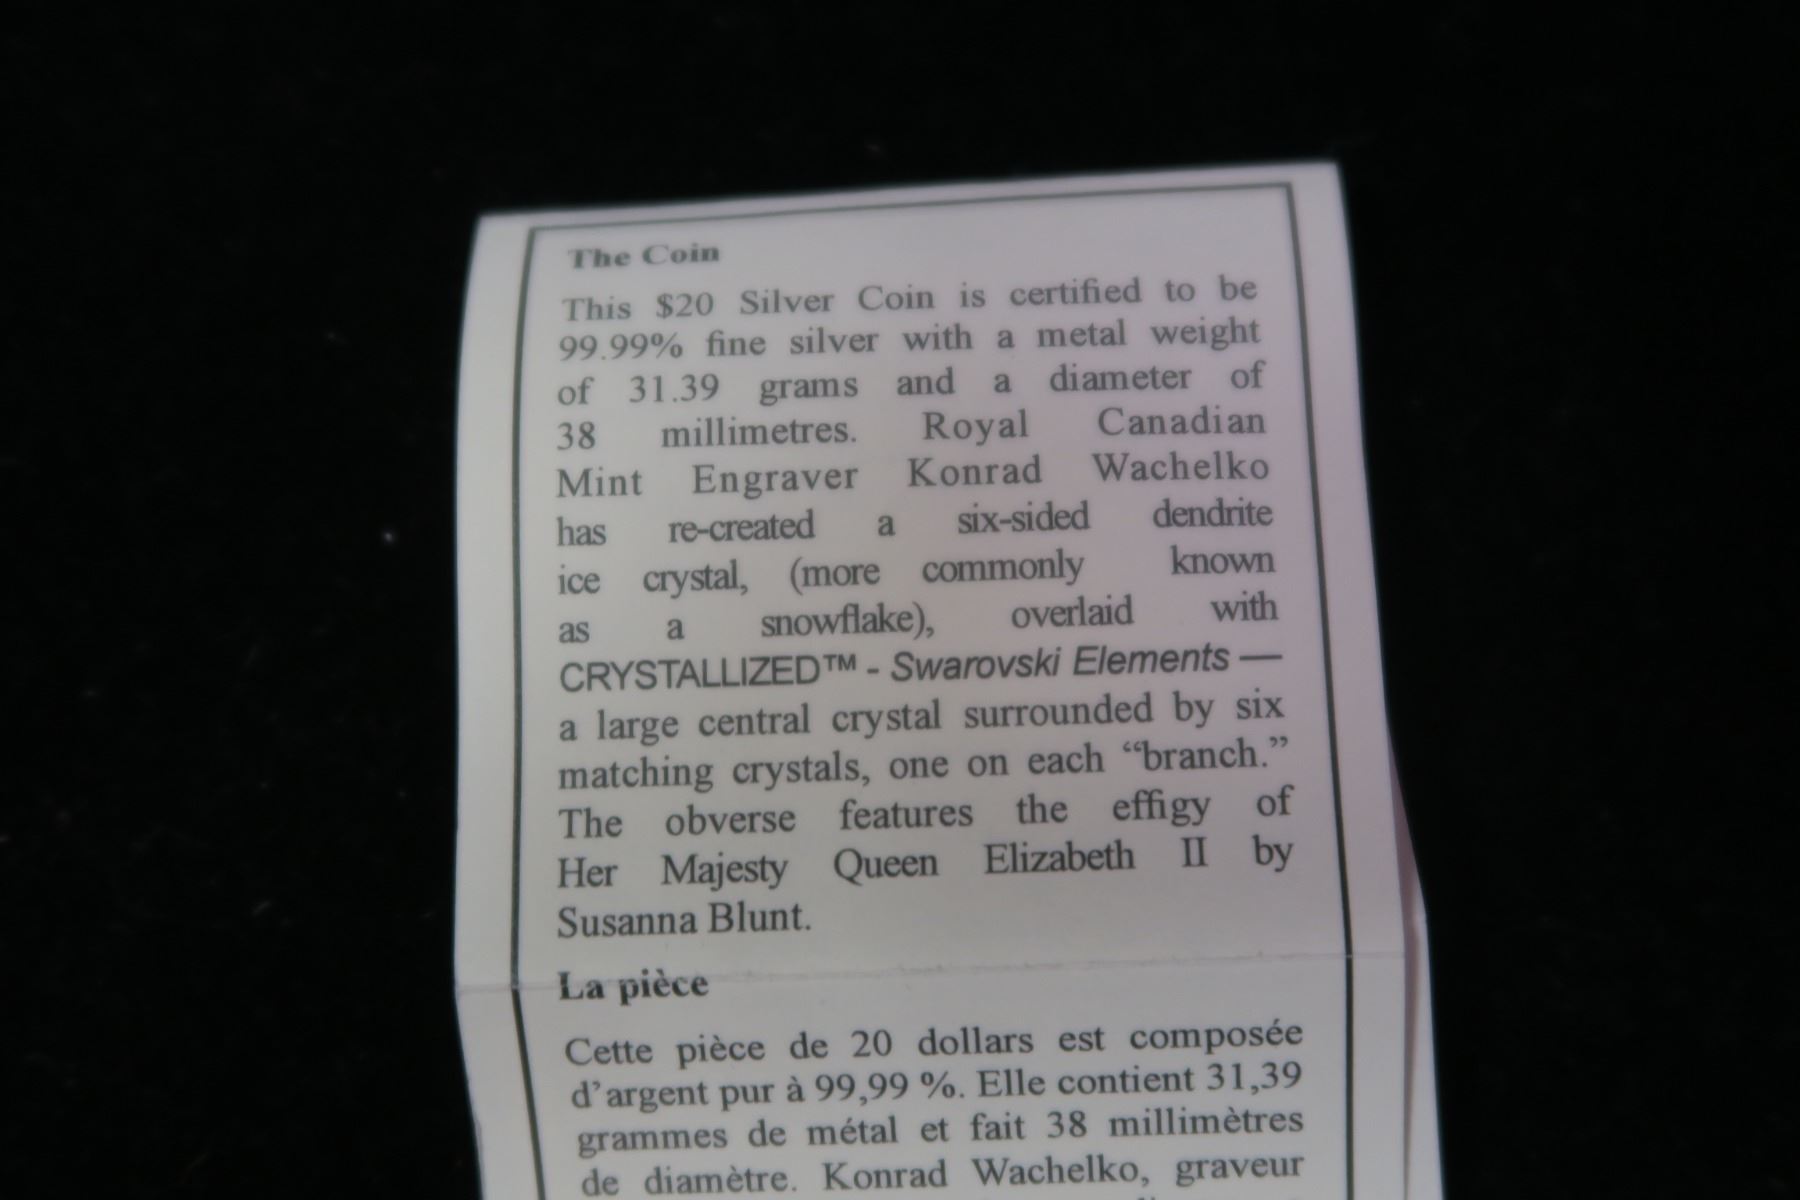 The Coin
This $20 Silver Coin is certified to be
99.99% fine silver with a metal weight
of 31.39 grams and a diameter of
38 millimetres. Royal Canadian
Mint Engraver Konrad Wachelko
has re-created a six-sided dendrite
ice crystal, (more commonly known
as a snowflake), overlaid with
CRYSTALLIZED™ - Swarovski Elements —
a large central crystal surrounded by six
matching crystals, one on each “branch.”
The obverse features the effigy of
Her Majesty Queen Elizabeth II by
Susanna Blunt.
La pièce
Cette pièce de 20 dollars est composée
d’argent pur à 99,99 %. Elle contient 31,39
grammes de métal et fait 38 millimètres
de diamètre. Konrad Wachelko, graveur